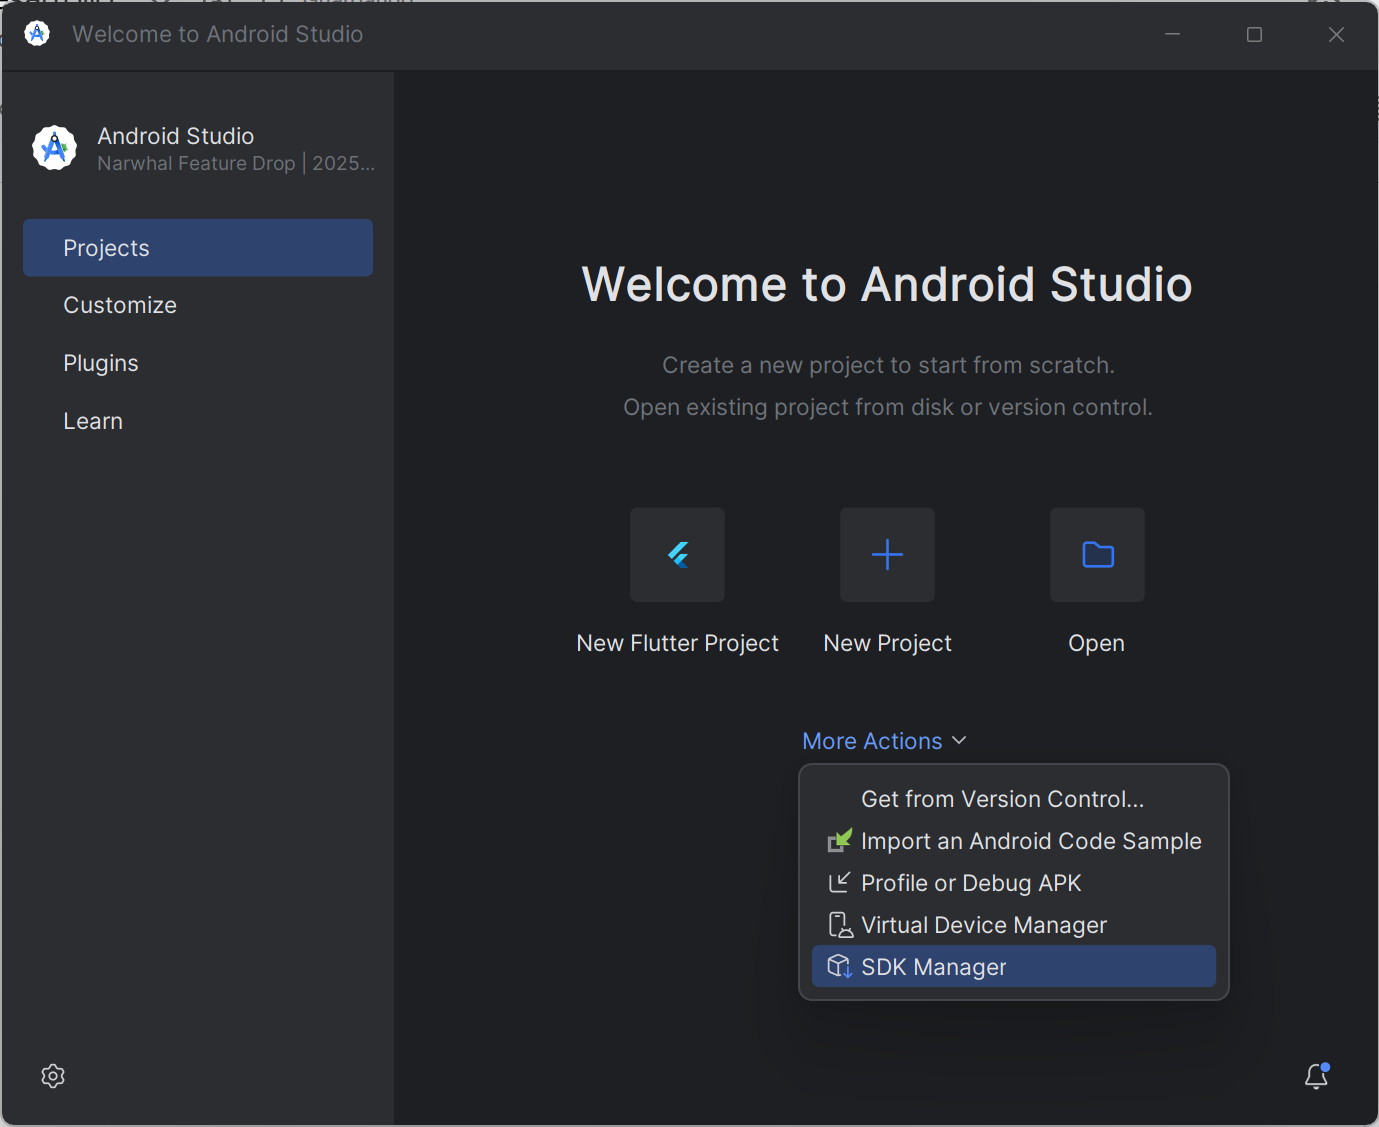 Welcome to Android Studio
Android Studio
Narwhal Feature Drop | 2025...
Projects
Customize
Plugins
Learn
Welcome to Android Studio
Create a new project to start from scratch.
Open existing project from disk or version control.
New Flutter Project
New Project
Open
More Actions
Get from Version Control...
Import an Android Code Sample
Profile or Debug APK
Virtual Device Manager
SDK Manager